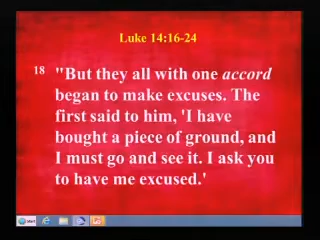 Luke 14:16-24
18 "But they all with one accord
began to make excuses. The
first said to him, 'I have
bought a piece of ground, and
I must go and see it. I ask you
to have me excused.'
start